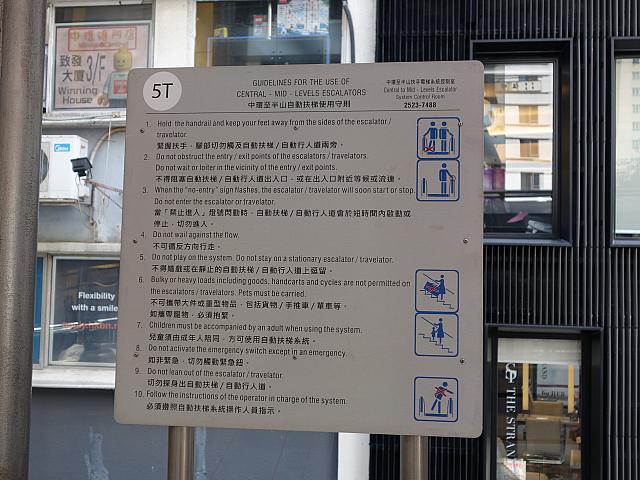 中環鴻福店
致發
大廈
3/F
Winning
House
5T
GUIDELINES FOR THE USE OF
CENTRAL - MID - LEVELS ESCALATORS
中環至半山自動扶梯使用守則
中環至半山扶手電梯系統控制室
Central to Mid - Levels Escalator
System Control Room
2523-7488
1. Hold the handrail and keep your feet away from the sides of the escalator /
travelator.
緊握扶手，腳部切勿觸及自動扶梯/自動行人道兩旁。
2. Do not obstruct the entry / exit points of the escalators / travelators.
Do not wait or loiter in the vicinity of the entry / exit points.
不得阻塞自動扶梯/自動行人道出入口，或在出入口附近等候或流連。
3. When the "no-entry" sign flashes, the escalator / travelator will soon start or stop.
Do not enter the escalator or travelator.
當「禁止進入」燈號閃動時，自動扶梯/自動行人道會於短時間內啟動或
停止，切勿進入。
4. Do not wail against the flow.
不可循反方向行走。
5. Do not play on the system. Do not stay on a stationary escalator / travelator.
不得嬉戲或在靜止的自動扶梯/自動行人道上逗留。
6. Bulky or heavy loads including goods, handcarts and cycles are not permitted on
the escalators / travelators. Pets must be carried.
不可攜帶大件或重型物品，包括貨物/手推車/單車等。
如攜帶寵物，必須抱緊。
7. Children must be accompanied by an adult when using the system.
兒童須由成年人陪同，方可使用自動扶梯系統。
8. Do not activate the emergency switch except in an emergency.
如非緊急，切勿觸動緊急鈕。
9. Do not lean out of the escalator / travelator.
切勿探身出自動扶梯/自動行人道。
10. Follow the instructions of the operator in charge of the system.
必須遵照自動扶梯系統操作人員指示。
Midea
Flexibility
with a smile
THE STRAN